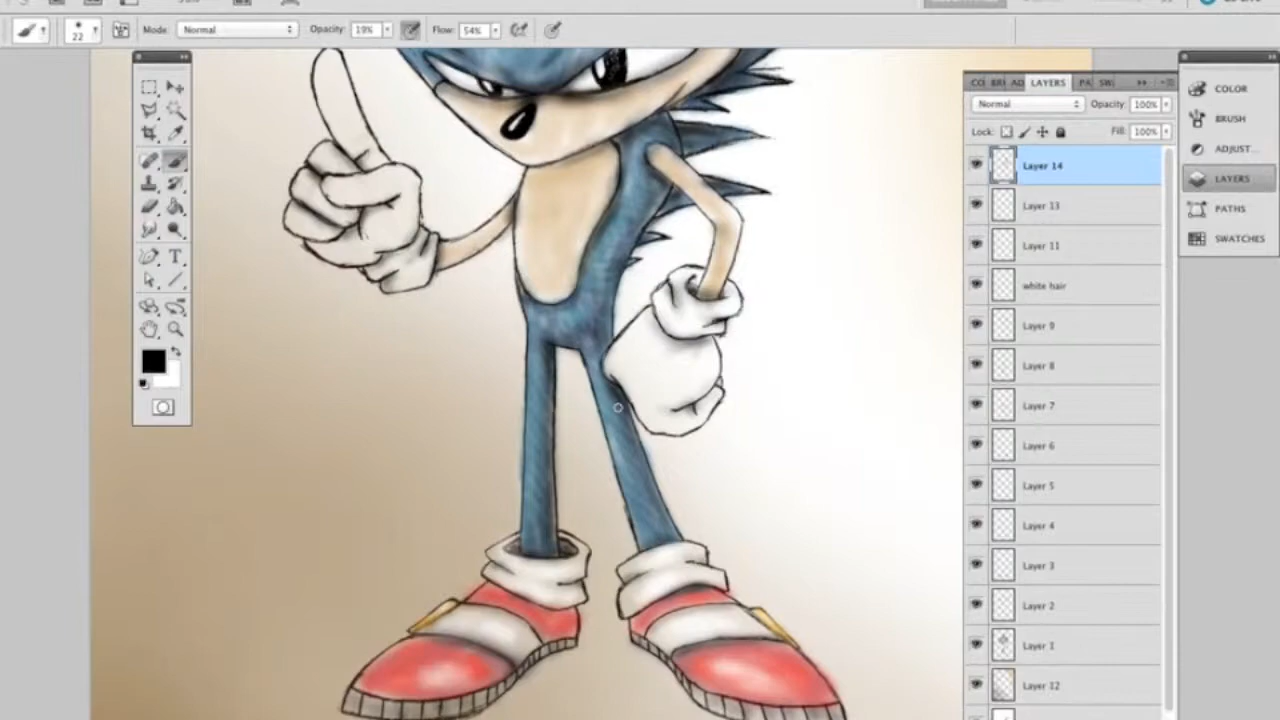 Mode: Normal Opacity: 19% Flow: 54%
22
LAYERS
Normal Opacity: 100%
Lock: Fill: 100%
Layer 14
Layer 13
Layer 11
white hair
Layer 9
Layer 8
Layer 7
Layer 6
Layer 5
Layer 4
Layer 3
Layer 2
Layer 1
Layer 12
COLOR
BRUSH
ADJUST...
LAYERS
PATHS
SWATCHES